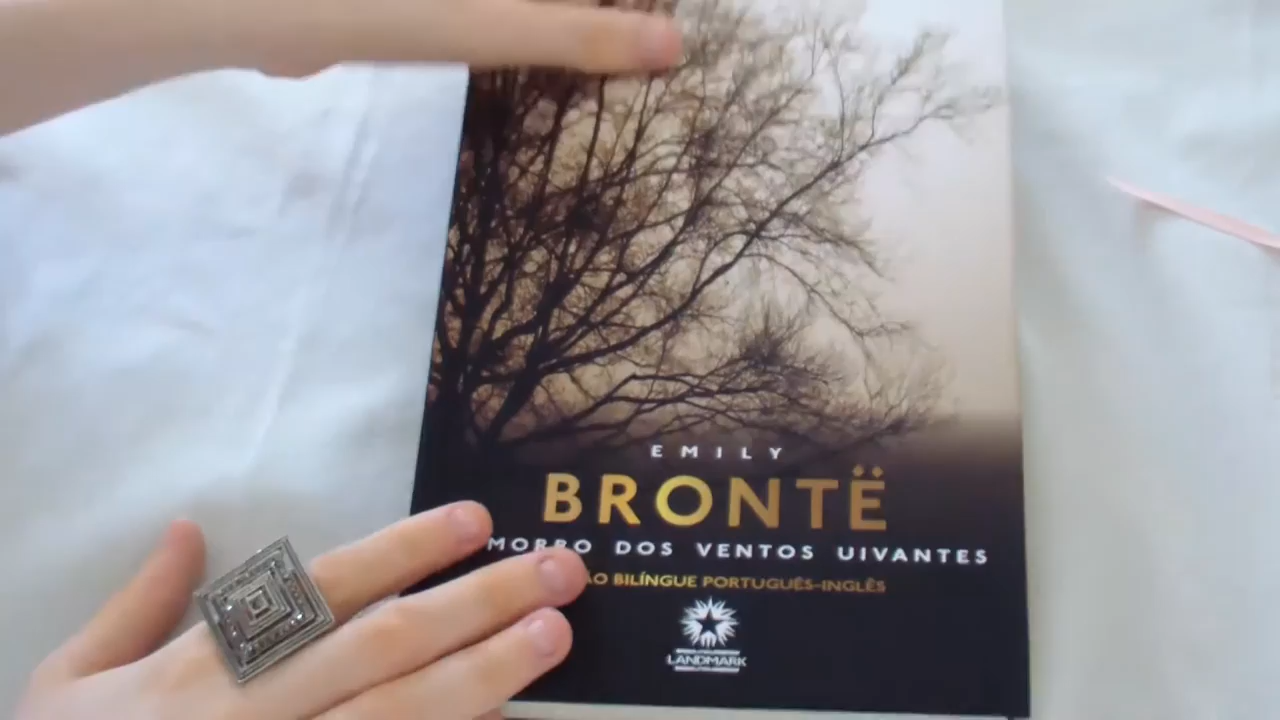 EMILY
BRONTË
MORRO DOS VENTOS UIVANTES
BILÍNGUE PORTUGUÊS-INGLÊS
LANDMARK